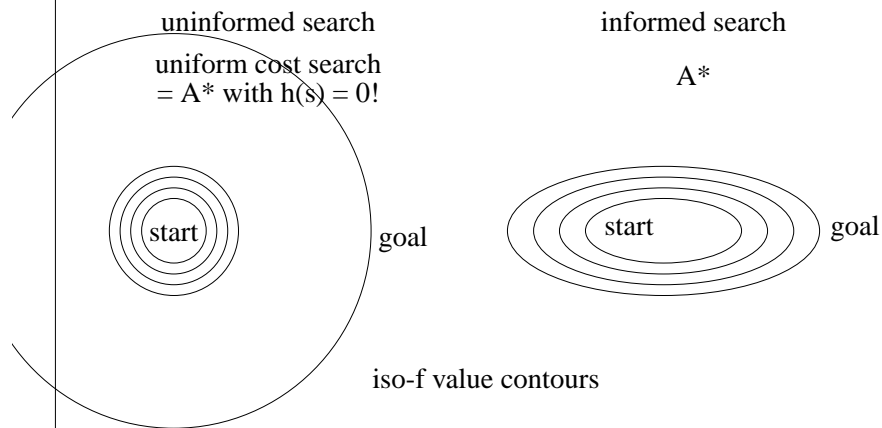 uninformed search
uniform cost search
= A* with h(s) = 0!
start
goal
informed search
A*
start
goal
iso-f value contours